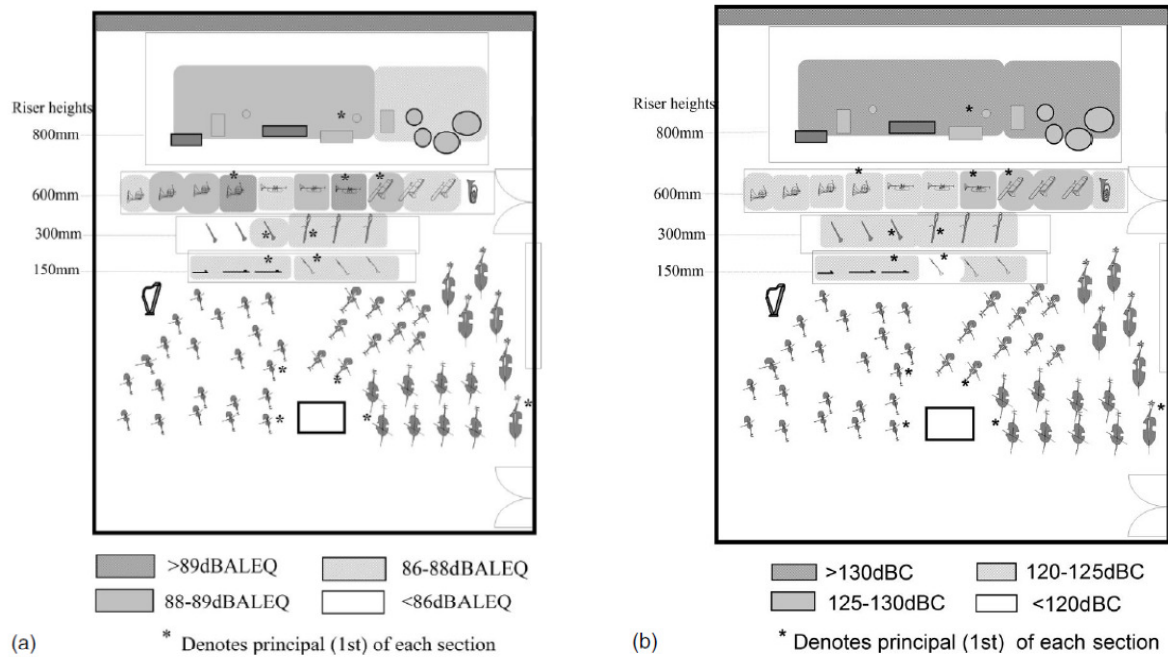 Riser heights
800mm
600mm
300mm
150mm
>89dBALEQ
86-88dBALEQ
88-89dBALEQ
<86dBALEQ
(a)
* Denotes principal (1st) of each section
Riser heights
800mm
600mm
300mm
150mm
>130dBC
120-125dBC
125-130dBC
<120dBC
(b)
* Denotes principal (1st) of each section